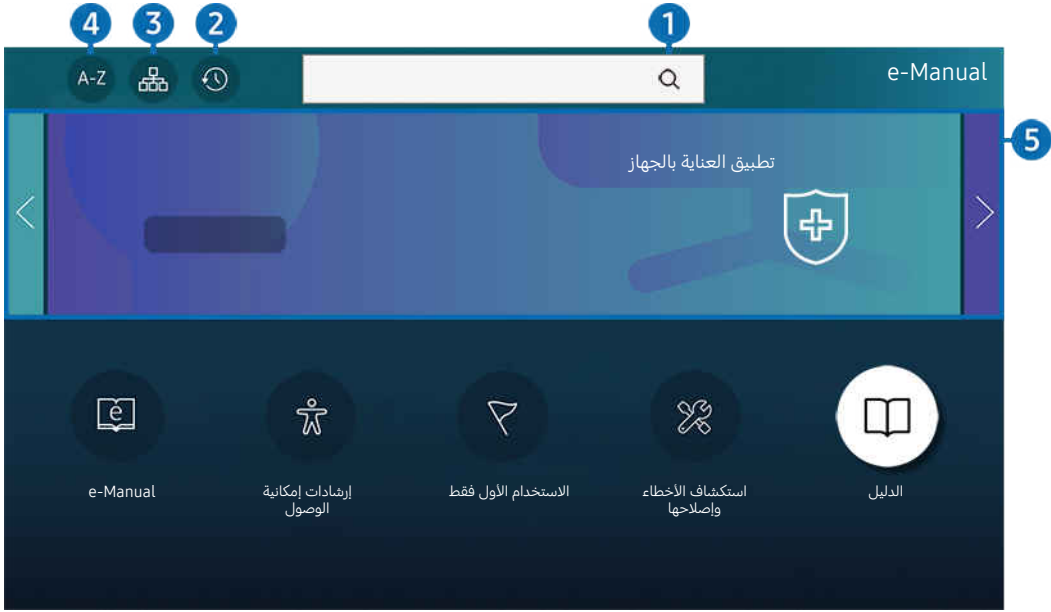 1
2
3
4
e-Manual
A-Z
5
تطبيق العناية بالجهاز
الدليل
استكشاف الأخطاء
وإصلاحها
الاستخدام الأول فقط
إرشادات إمكانية
الوصول
e-Manual
e